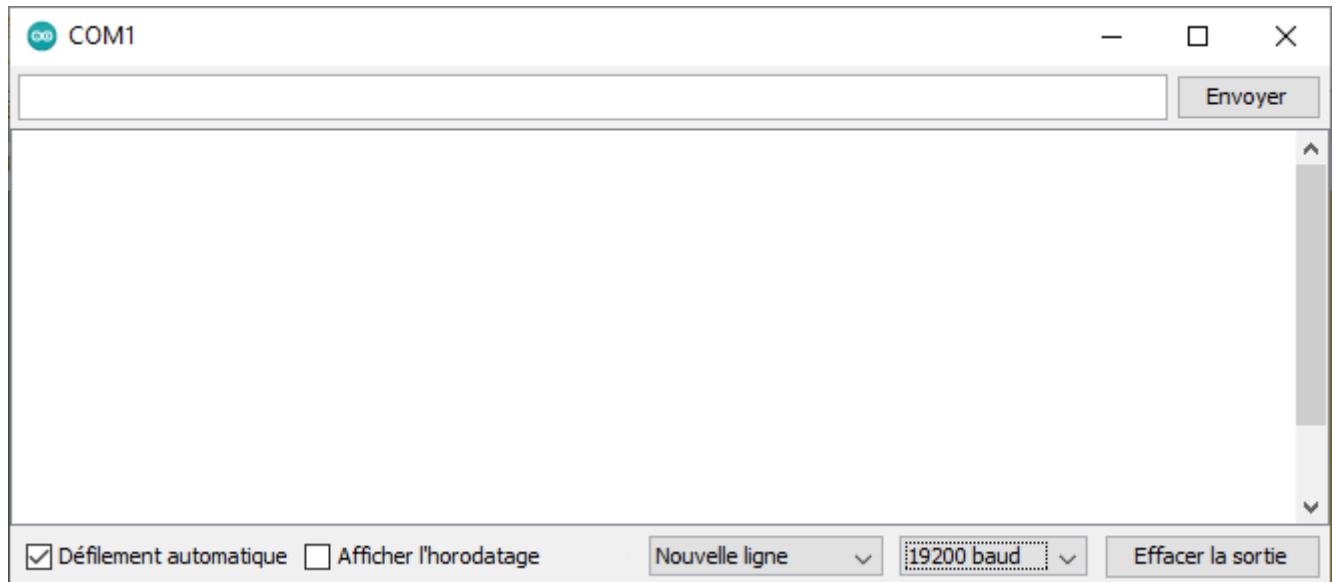 COM1
Envoyer
Défilement automatique Afficher l'horodatage Nouvelle ligne 19200 baud Effacer la sortie